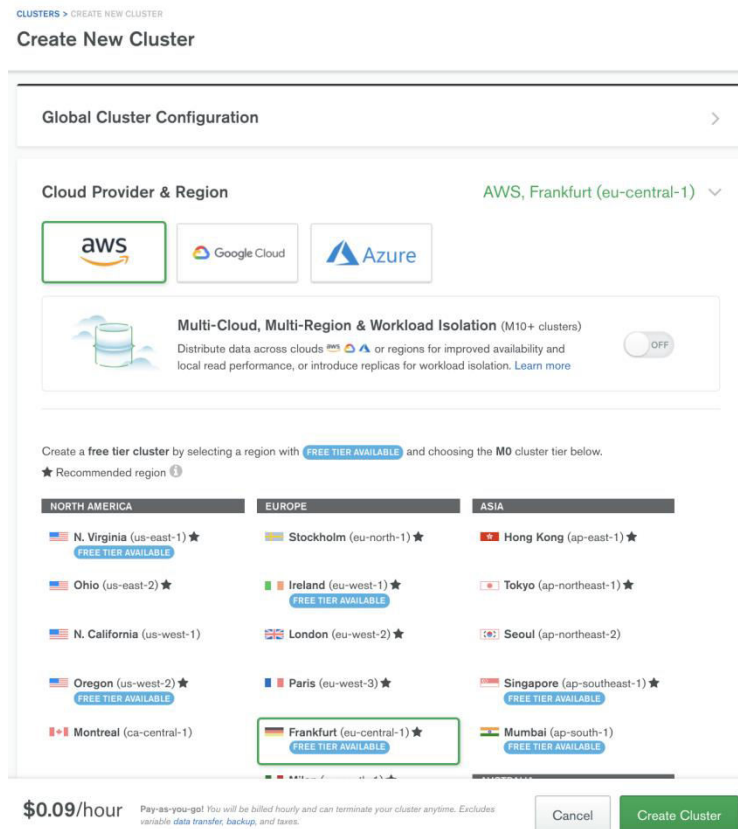 CLUSTERS > CREATE NEW CLUSTER
Create New Cluster
Global Cluster Configuration
Cloud Provider & Region
AWS, Frankfurt (eu-central-1)
aws
Google Cloud
Azure
Multi-Cloud, Multi-Region & Workload Isolation (M10+ clusters)
Distribute data across clouds aws or regions for improved availability and
local read performance, or introduce replicas for workload isolation. Learn more
OFF
Create a free tier cluster by selecting a region with FREE TIER AVAILABLE and choosing the M0 cluster tier below.
★ Recommended region
NORTH AMERICA
N. Virginia (us-east-1) ★
FREE TIER AVAILABLE
Ohio (us-east-2) ★
N. California (us-west-1)
Oregon (us-west-2) ★
FREE TIER AVAILABLE
Montreal (ca-central-1)
EUROPE
Stockholm (eu-north-1) ★
Ireland (eu-west-1) ★
FREE TIER AVAILABLE
London (eu-west-2) ★
Paris (eu-west-3) ★
Frankfurt (eu-central-1) ★
FREE TIER AVAILABLE
ASIA
Hong Kong (ap-east-1) ★
Tokyo (ap-northeast-1) ★
Seoul (ap-northeast-2)
Singapore (ap-southeast-1) ★
FREE TIER AVAILABLE
Mumbai (ap-south-1)
FREE TIER AVAILABLE
$0.09/hour
Pay-as-you-go! You will be billed hourly and can terminate your cluster anytime. Excludes
variable data transfer, backup, and taxes.
Cancel
Create Cluster